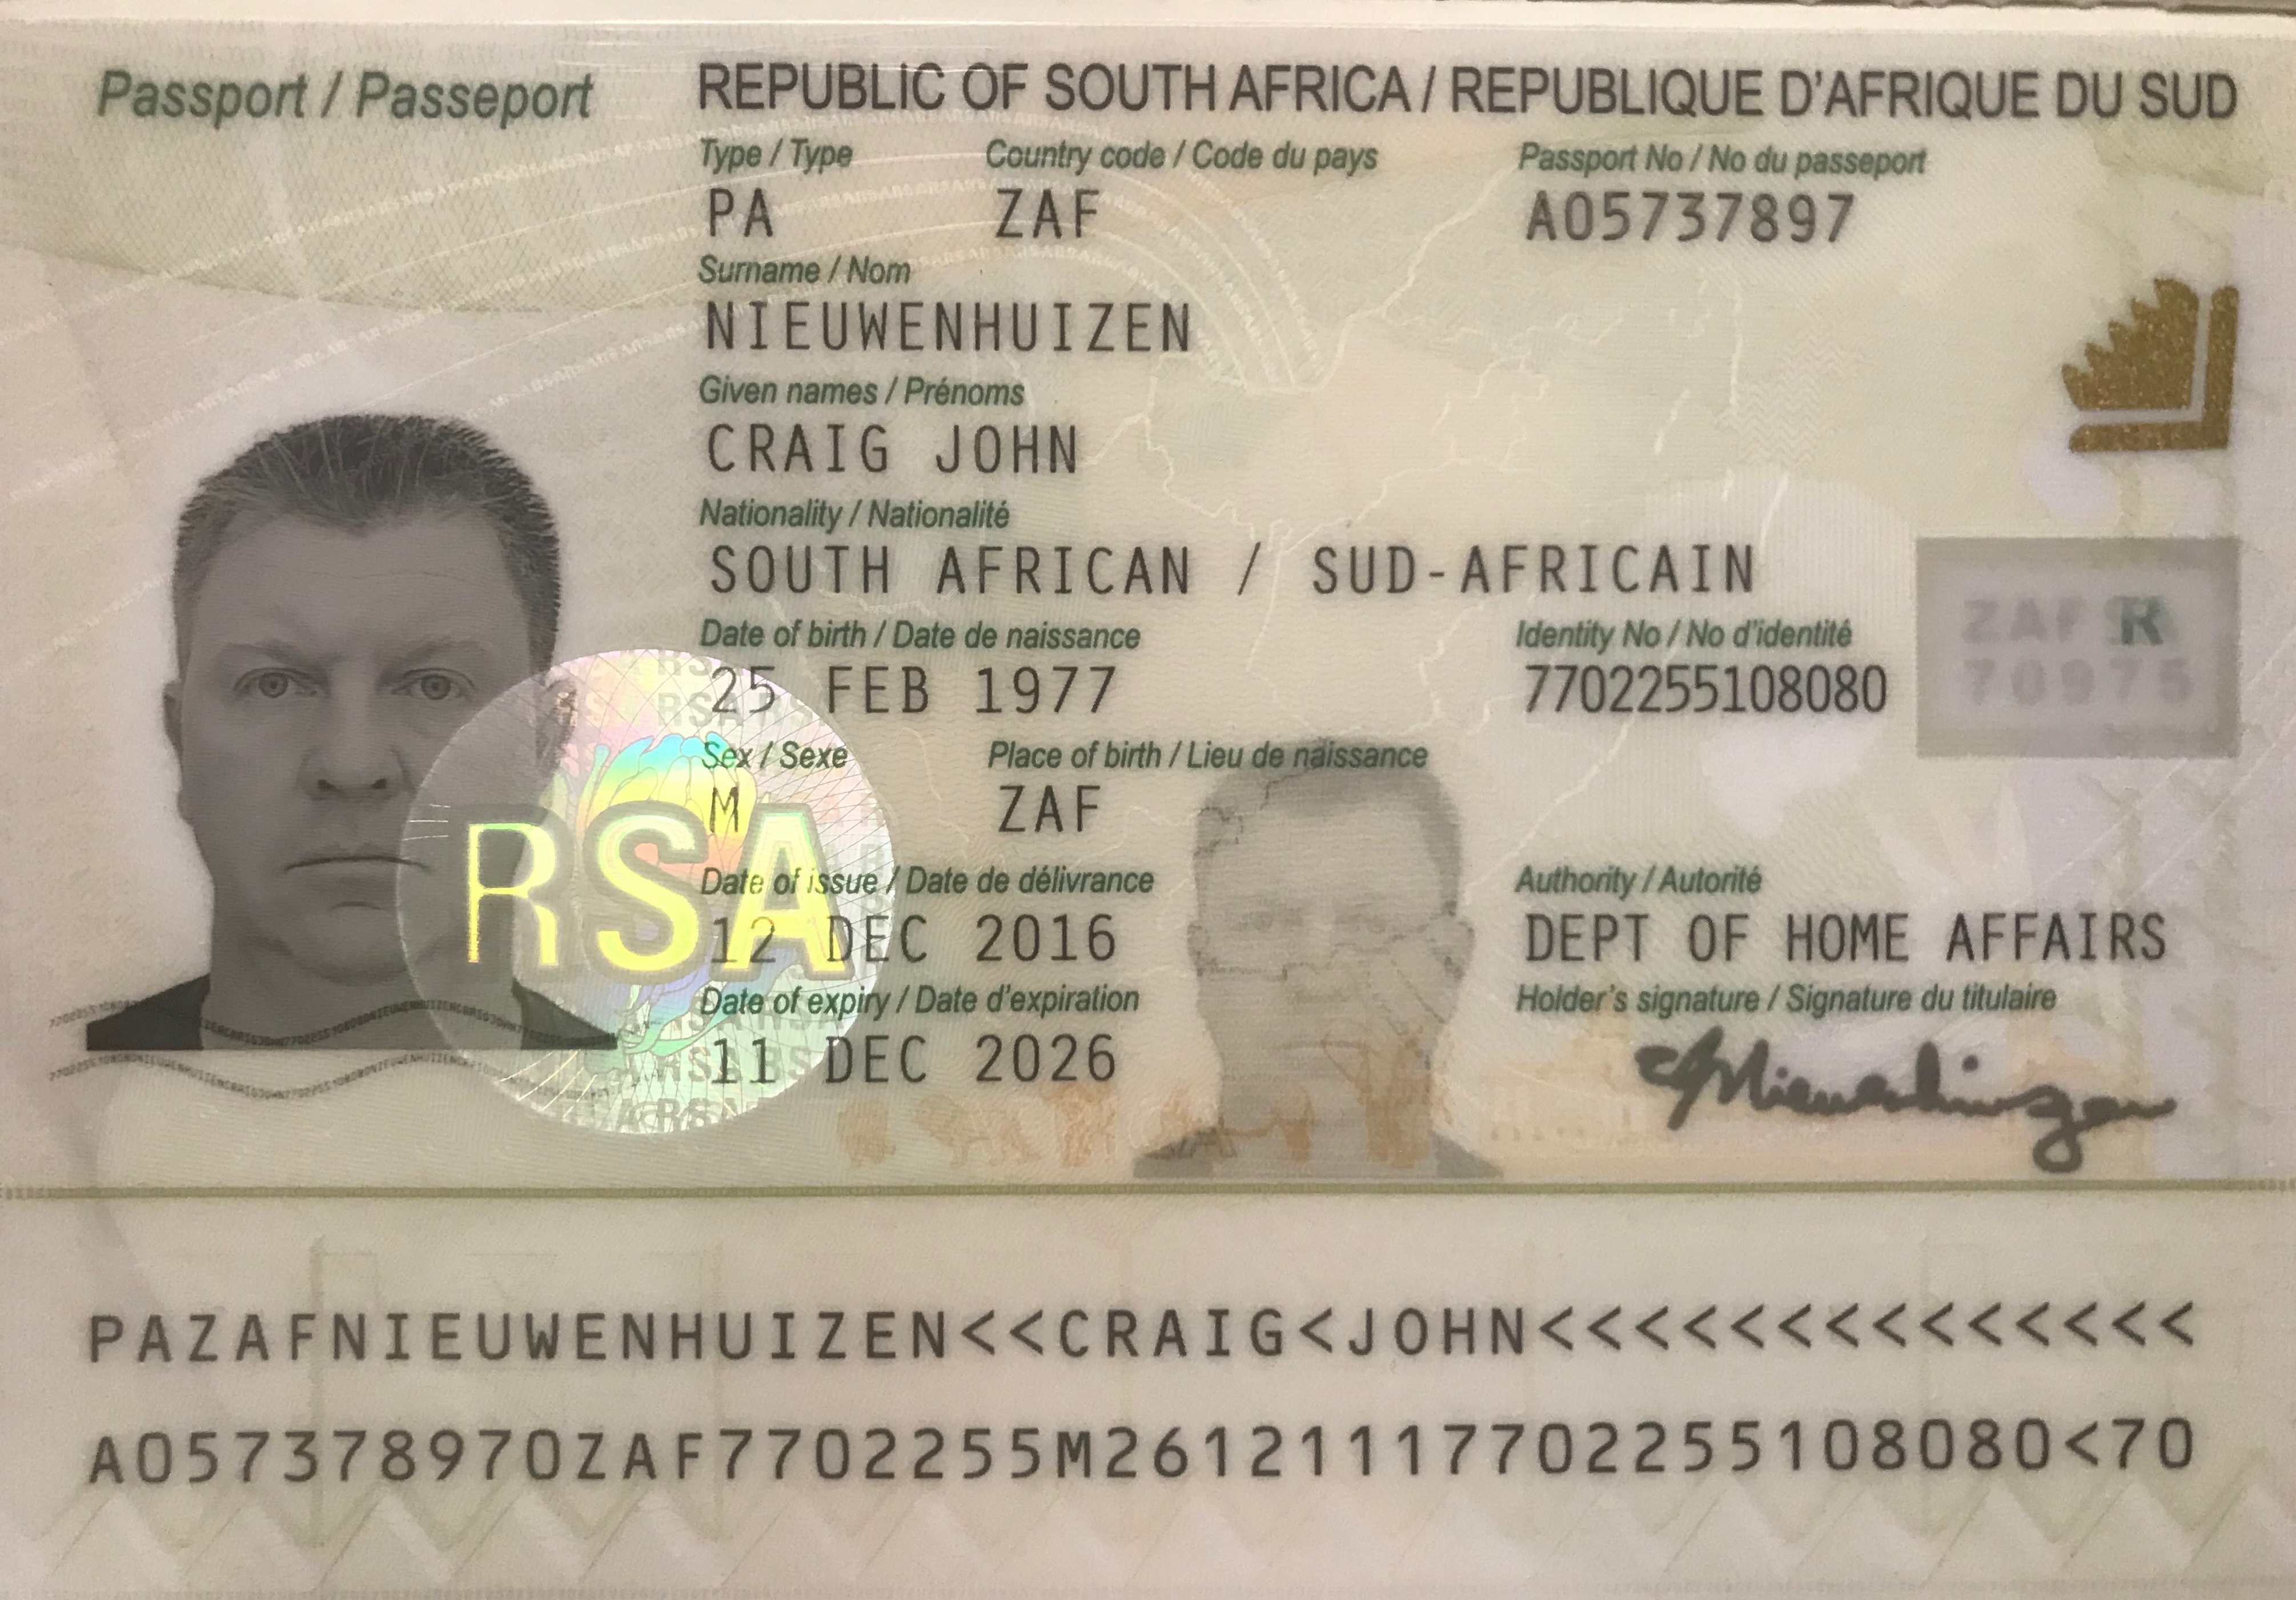 Passport / Passeport
REPUBLIC OF SOUTH AFRICA / REPUBLIQUE D'AFRIQUE DU SUD
Type / Type Country code / Code du pays Passport No / No du passeport
PA ZAF A05737897
Surname / Nom
NIEUWENHUIZEN
Given names / Prénoms
CRAIG JOHN
Nationality / Nationalité
SOUTH AFRICAN / SUD-AFRICAIN
Date of birth / Date de naissance Identity No / No d'identité
25 FEB 1977 7702255108080
Sex / Sexe Place of birth / Lieu de naissance
M ZAF
RSA
Date of issue / Date de délivrance Authority / Autorité
12 DEC 2016 DEPT OF HOME AFFAIRS
Date of expiry / Date d'expiration Holder's signature / Signature du titulaire
11 DEC 2026
PAZAFNIEUWENHUIZEN<<CRAIG<JOHN<<<<<<<<<<<<<<
A057378970ZAF7702255M26121117702255108080<70